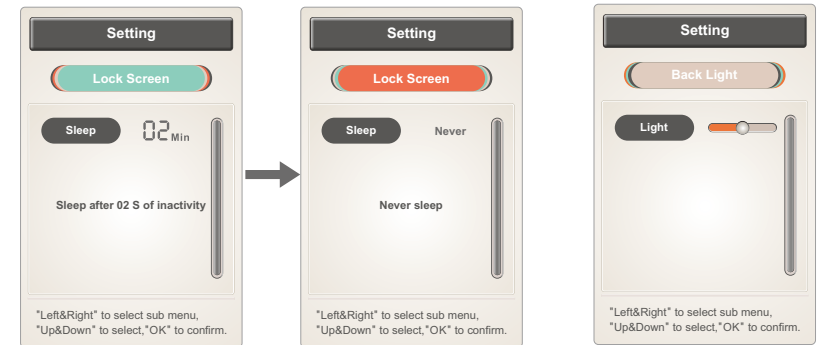 Setting
Lock Screen
Sleep
02 Min
Sleep after 02 S of inactivity
"Left&Right" to select sub menu,
"Up&Down" to select,"OK" to confirm.
Setting
Lock Screen
Sleep
Never
Never sleep
"Left&Right" to select sub menu,
"Up&Down" to select,"OK" to confirm.
Setting
Back Light
Light
"Left&Right" to select sub menu,
"Up&Down" to select,"OK" to confirm.